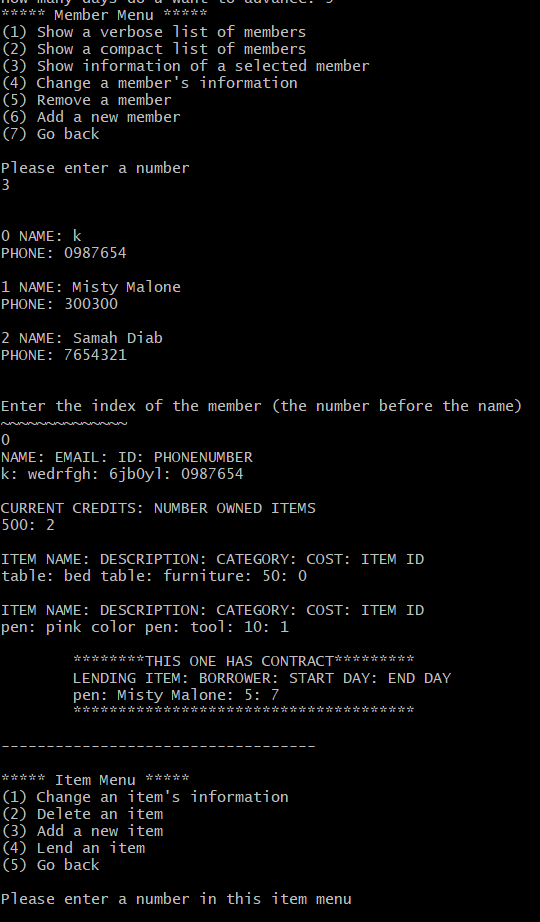 How many days do u want to advance: 9
***** Member Menu *****
(1) Show a verbose list of members
(2) Show a compact list of members
(3) Show information of a selected member
(4) Change a member's information
(5) Remove a member
(6) Add a new member
(7) Go back
Please enter a number
3
0 NAME: k
PHONE: 0987654
1 NAME: Misty Malone
PHONE: 300300
2 NAME: Samah Diab
PHONE: 7654321
Enter the index of the member (the number before the name)
~~~~~~~~~~~~~~
0
NAME: EMAIL: ID: PHONENUMBER
k: wedrfgh: 6jb0yl: 0987654
CURRENT CREDITS: NUMBER OWNED ITEMS
500: 2
ITEM NAME: DESCRIPTION: CATEGORY: COST: ITEM ID
table: bed table: furniture: 50: 0
ITEM NAME: DESCRIPTION: CATEGORY: COST: ITEM ID
pen: pink color pen: tool: 10: 1
********THIS ONE HAS CONTRACT*********
LENDING ITEM: BORROWER: START DAY: END DAY
pen: Misty Malone: 5: 7
**************************************
-----------------------------------
***** Item Menu *****
(1) Change an item's information
(2) Delete an item
(3) Add a new item
(4) Lend an item
(5) Go back
Please enter a number in this item menu